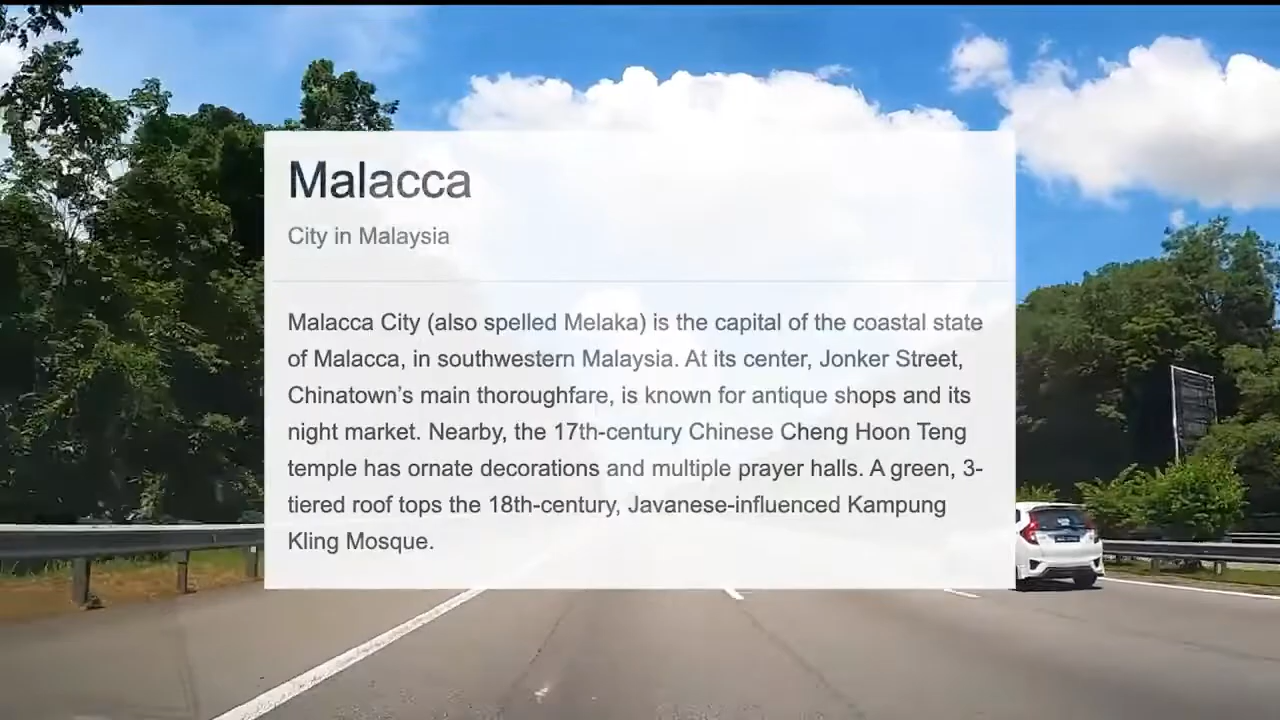 Malacca
City in Malaysia
Malacca City (also spelled Melaka) is the capital of the coastal state
of Malacca, in southwestern Malaysia. At its center, Jonker Street,
Chinatown’s main thoroughfare, is known for antique shops and its
night market. Nearby, the 17th-century Chinese Cheng Hoon Teng
temple has ornate decorations and multiple prayer halls. A green, 3-
tiered roof tops the 18th-century, Javanese-influenced Kampung
Kling Mosque.